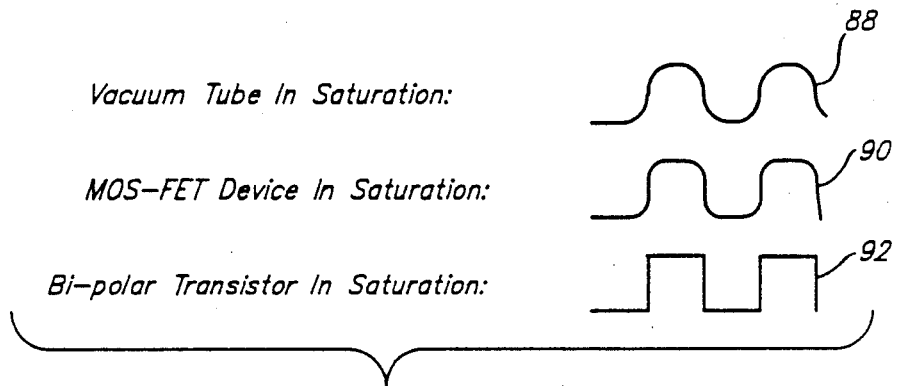 88
Vacuum Tube In Saturation:
90
MOS-FET Device In Saturation:
92
Bi-polar Transistor In Saturation: